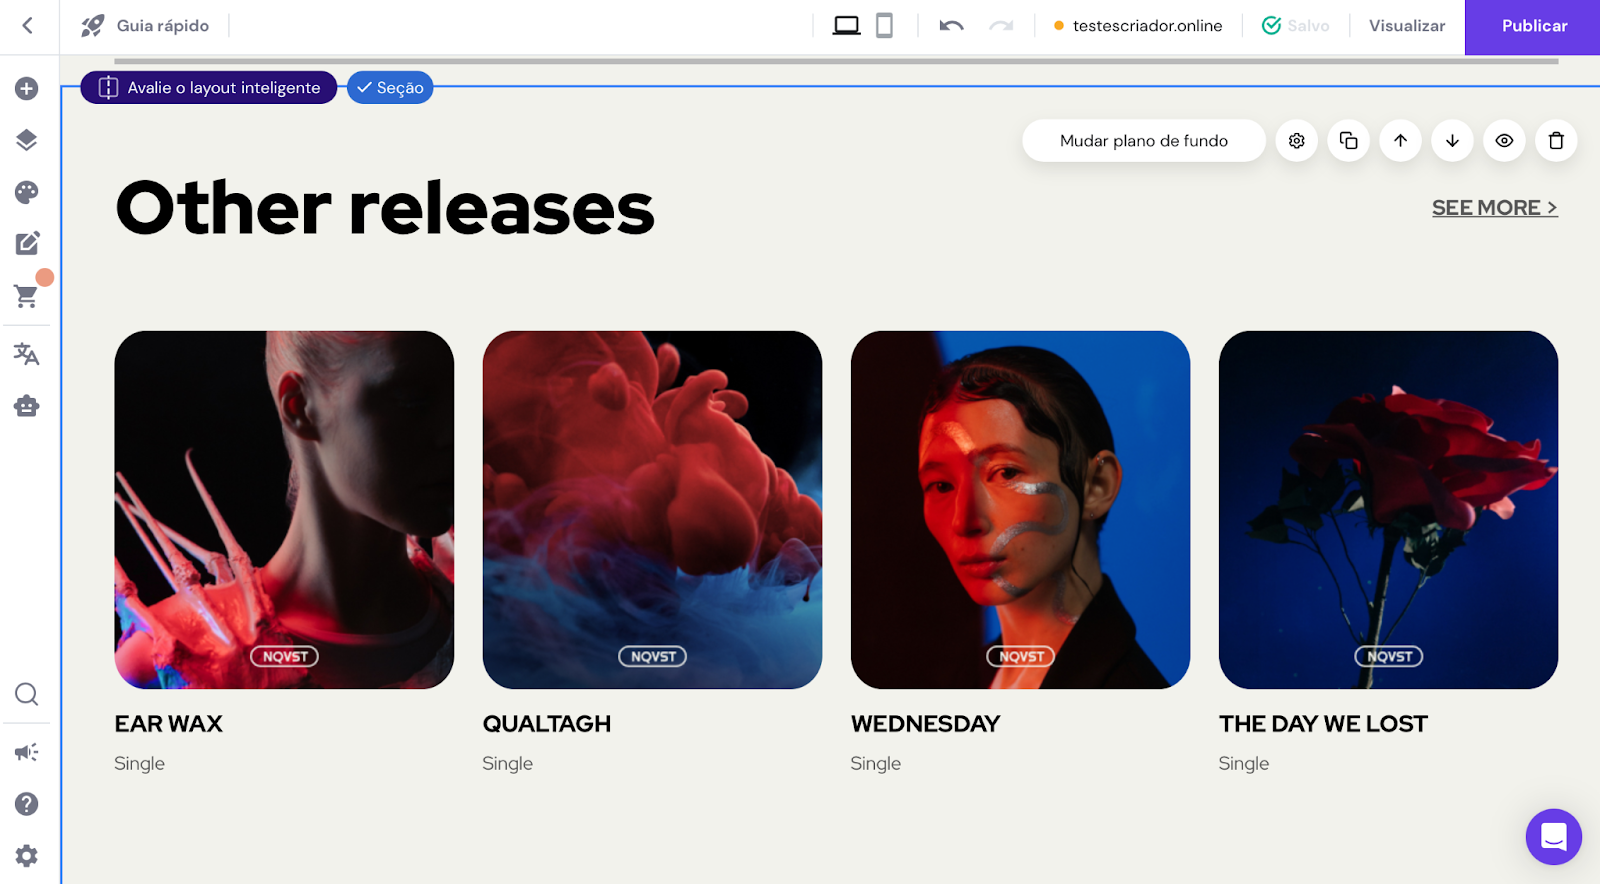 Guia rápido
testescriador.online
Salvo
Visualizar
Publicar
Avalie o layout inteligente
Seção
Mudar plano de fundo
Other releases
SEE MORE >
NQVST
NQVST
NQVST
NQVST
EAR WAX
QUALTAGH
WEDNESDAY
THE DAY WE LOST
Single
Single
Single
Single